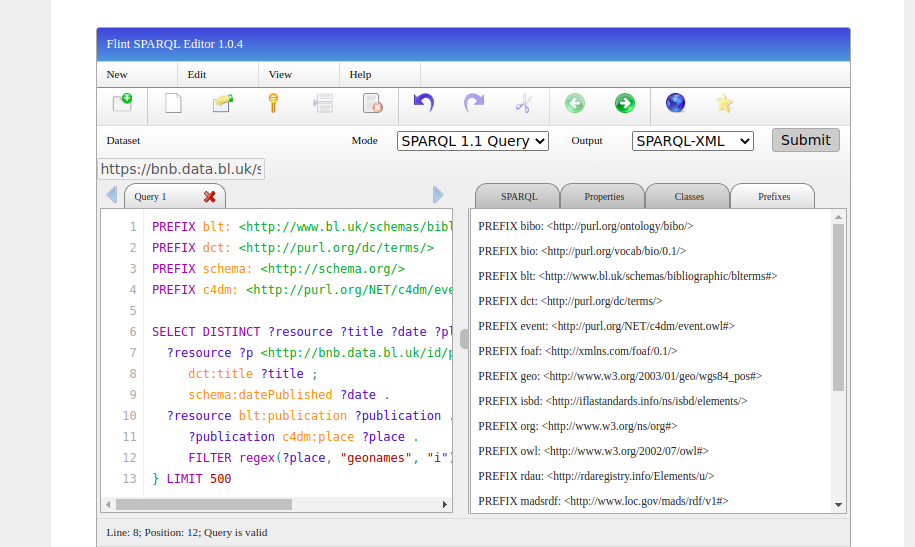 Flint SPARQL Editor 1.0.4
New Edit View Help
Dataset Mode SPARQL 1.1 Query Output SPARQL-XML Submit
https://bnb.data.bl.uk/s
Query 1
1 PREFIX blt: <http://www.bl.uk/schemas/bibl
2 PREFIX dct: <http://purl.org/dc/terms/>
3 PREFIX schema: <http://schema.org/>
4 PREFIX c4dm: <http://purl.org/NET/c4dm/eve
5
6 SELECT DISTINCT ?resource ?title ?date ?pl
7 ?resource ?p <http://bnb.data.bl.uk/id/p
8 dct:title ?title ;
9 schema:datePublished ?date .
10 ?resource blt:publication ?publication .
11 ?publication c4dm:place ?place .
12 FILTER regex(?place, "geonames", "i")
13 } LIMIT 500
SPARQL Properties Classes Prefixes
PREFIX bibo: <http://purl.org/ontology/bibo/>
PREFIX bio: <http://purl.org/vocab/bio/0.1/>
PREFIX blt: <http://www.bl.uk/schemas/bibliographic/blterms#>
PREFIX dct: <http://purl.org/dc/terms/>
PREFIX event: <http://purl.org/NET/c4dm/event.owl#>
PREFIX foaf: <http://xmlns.com/foaf/0.1/>
PREFIX geo: <http://www.w3.org/2003/01/geo/wgs84_pos#>
PREFIX isbd: <http://iflastandards.info/ns/isbd/elements/>
PREFIX org: <http://www.w3.org/ns/org#>
PREFIX owl: <http://www.w3.org/2002/07/owl#>
PREFIX rdau: <http://rdaregistry.info/Elements/u/>
PREFIX madsrdf: <http://www.loc.gov/mads/rdf/v1#>
Line: 8; Position: 12; Query is valid